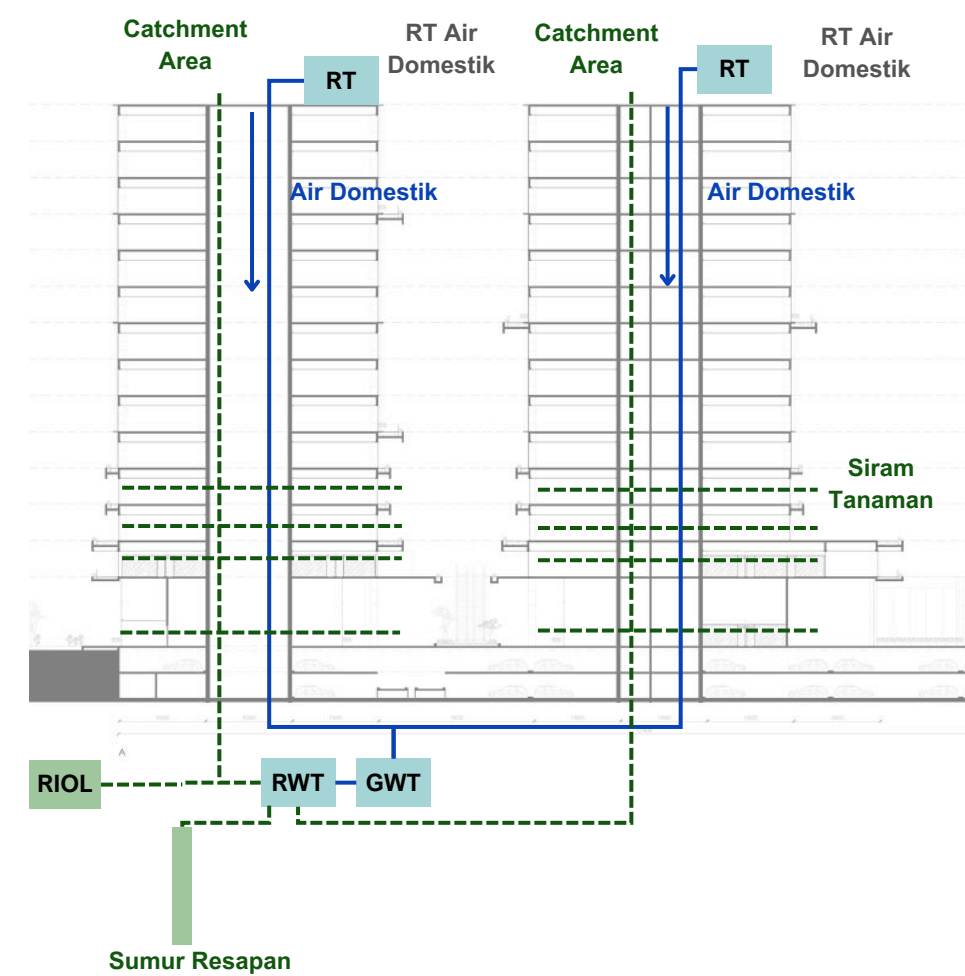 Catchment
Area
RT Air
Domestik
RT
Catchment
Area
RT Air
Domestik
RT
Air Domestik
Air Domestik
Siram
Tanaman
A
RIOL
RWT
GWT
Sumur Resapan